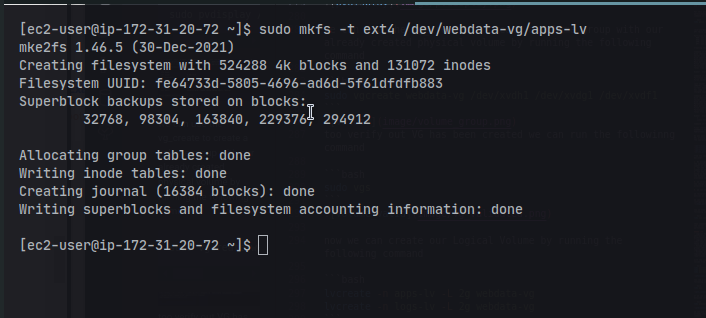 [ec2-user@ip-172-31-20-72 ~]$ sudo mkfs -t ext4 /dev/webdata-vg/apps-lv
mke2fs 1.46.5 (30-Dec-2021)
Creating filesystem with 524288 4k blocks and 131072 inodes
Filesystem UUID: fe64733d-5805-4696-ad6d-5f61dfdfb883
Superblock backups stored on blocks:
32768, 98304, 163840, 229376, 294912
Allocating group tables: done
Writing inode tables: done
Creating journal (16384 blocks): done
Writing superblocks and filesystem accounting information: done
[ec2-user@ip-172-31-20-72 ~]$